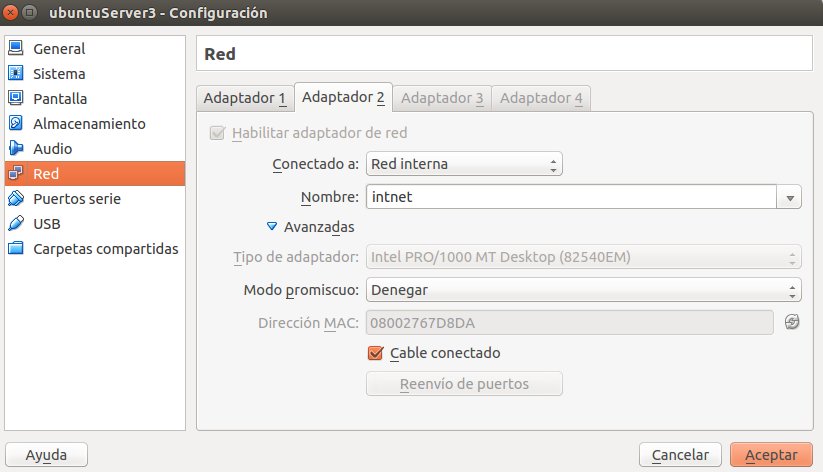 ubuntuServer3 - Configuración
General
Sistema
Pantalla
Almacenamiento
Audio
Red
Puertos serie
USB
Carpetas compartidas
Red
Adaptador 1 Adaptador 2 Adaptador 3 Adaptador 4
Habilitar adaptador de red
Conectado a: Red interna
Nombre: intnet
Avanzadas
Tipo de adaptador: Intel PRO/1000 MT Desktop (82540EM)
Modo promiscuo: Denegar
Dirección MAC: 08002767D8DA
Cable conectado
Reenvío de puertos
Ayuda Cancelar Aceptar